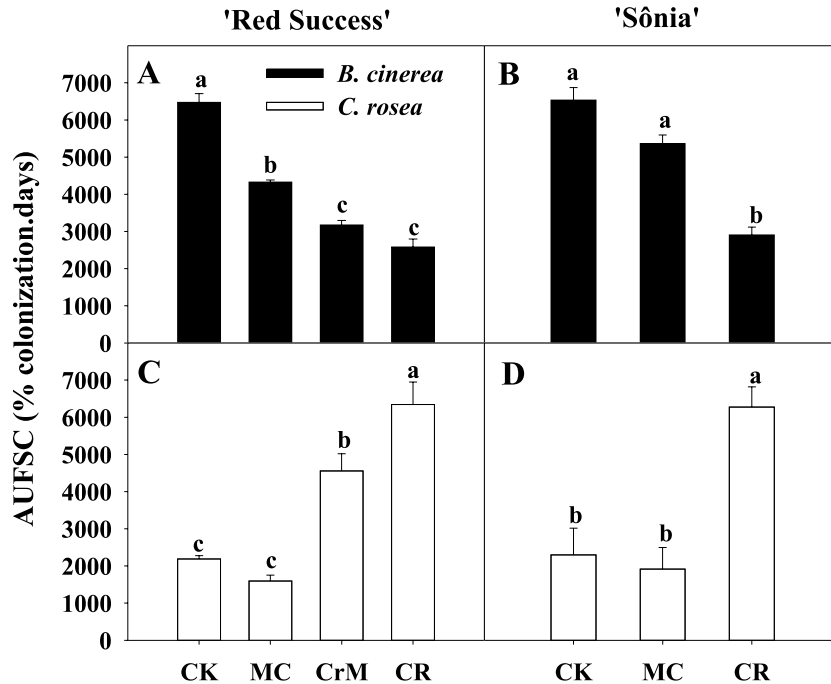 'Red Success'
'Sônia'
AUFSC (% colonization.days)
A
B. cinerea
C. rosea
7000
6000
5000
4000
3000
2000
1000
0
a
b
c
c
B
a
a
b
C
7000
6000
5000
4000
3000
2000
1000
0
c
c
b
a
D
b
b
a
CK MC CrM CR
CK MC CR